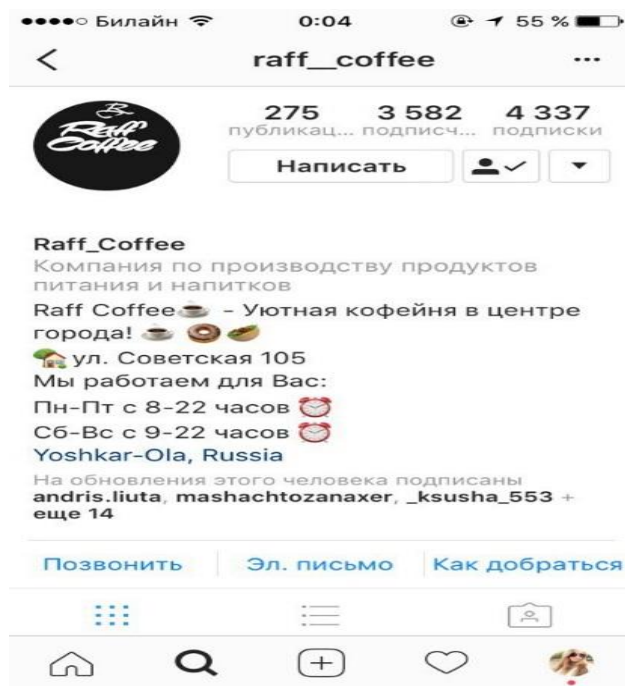 Билайн 0:04 55 %
raff__coffee
275 3 582 4 337
публикац... подписч... подписки
Raff Coffee
Написать
Raff_Coffee
Компания по производству продуктов
питания и напитков
Raff Coffee☕ - Уютная кофейня в центре
города! ☕ 🍩 🥙
🏡 ул. Советская 105
Мы работаем для Вас:
Пн-Пт с 8-22 часов ⏰
Сб-Вс с 9-22 часов ⏰
Yoshkar-Ola, Russia
На обновления этого человека подписаны
andris.liuta, mashachtozanaxer, _ksusha_553 +
еще 14
Позвонить Эл. письмо Как добраться